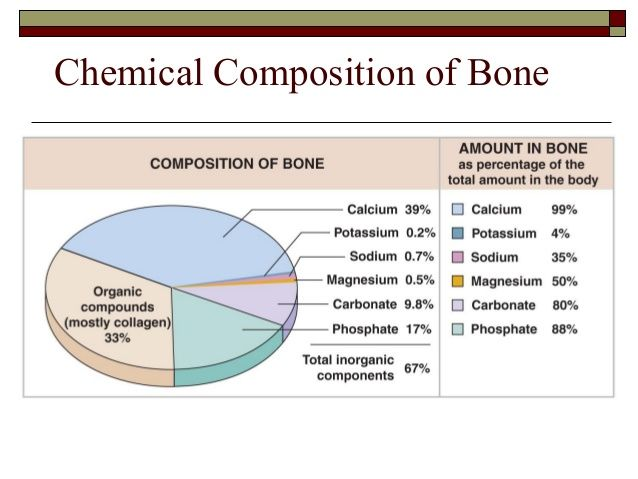 Chemical Composition of Bone
COMPOSITION OF BONE
AMOUNT IN BONE
as percentage of the
total amount in the body
Organic
compounds
(mostly collagen)
33%
Calcium 39%
Potassium 0.2%
Sodium 0.7%
Magnesium 0.5%
Carbonate 9.8%
Phosphate 17%
Total inorganic
components 67%
Calcium 99%
Potassium 4%
Sodium 35%
Magnesium 50%
Carbonate 80%
Phosphate 88%